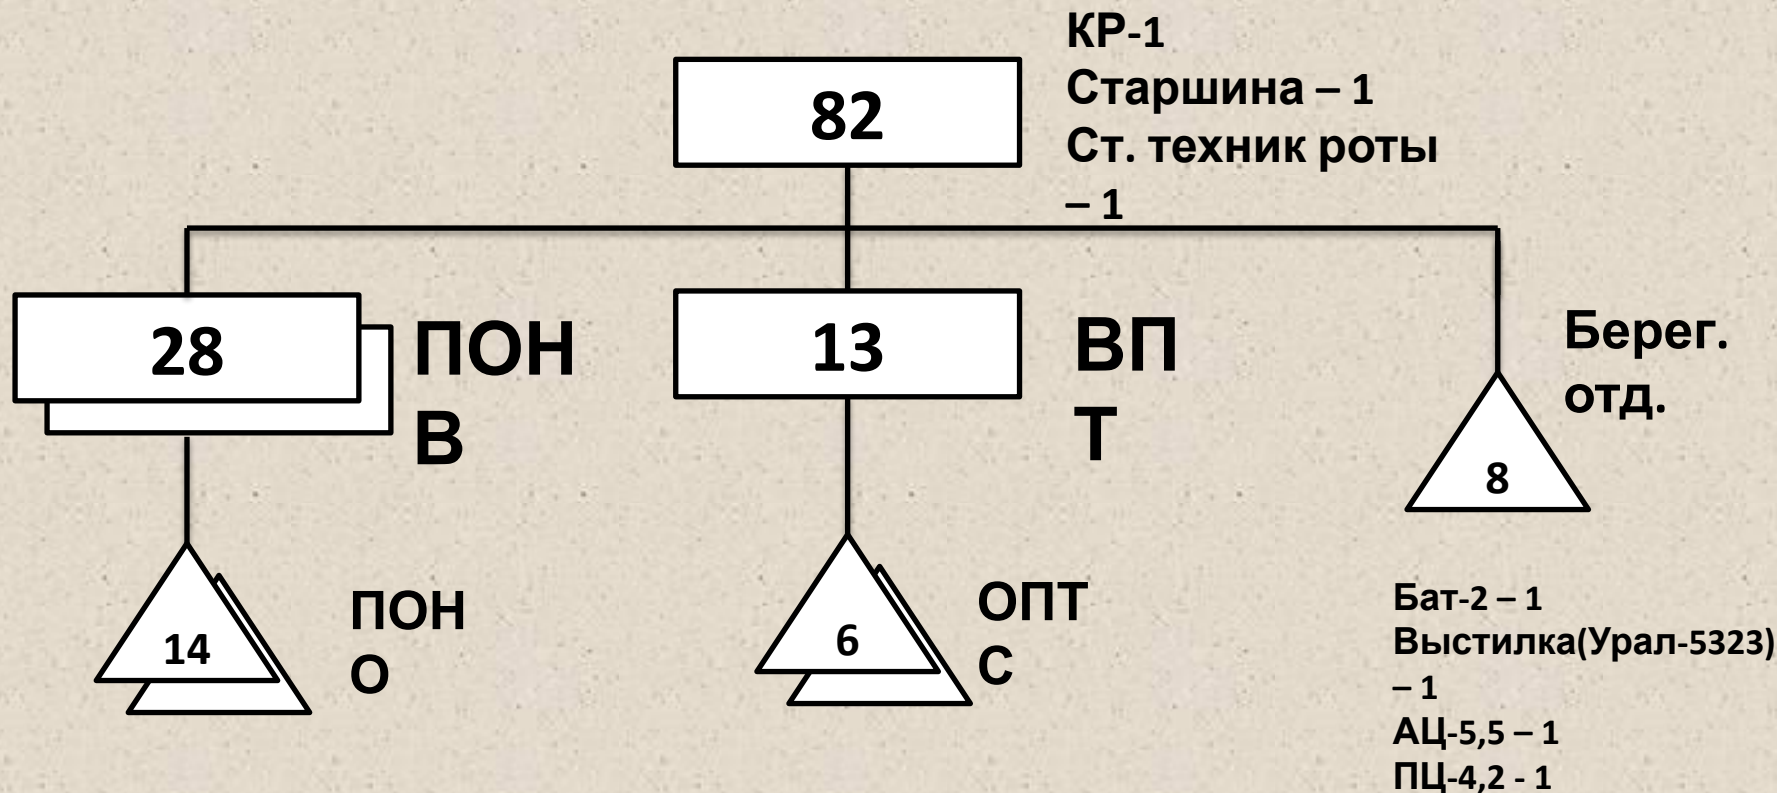 КР-1
Старшина – 1
Ст. техник роты
– 1
82
28
ПОН
В
13
ВП
Т
Берег.
отд.
8
14
ПОН
О
6
ОПТ
С
Бат-2 – 1
Выстилка(Урал-5323)
– 1
АЦ-5,5 – 1
ПЦ-4,2 - 1